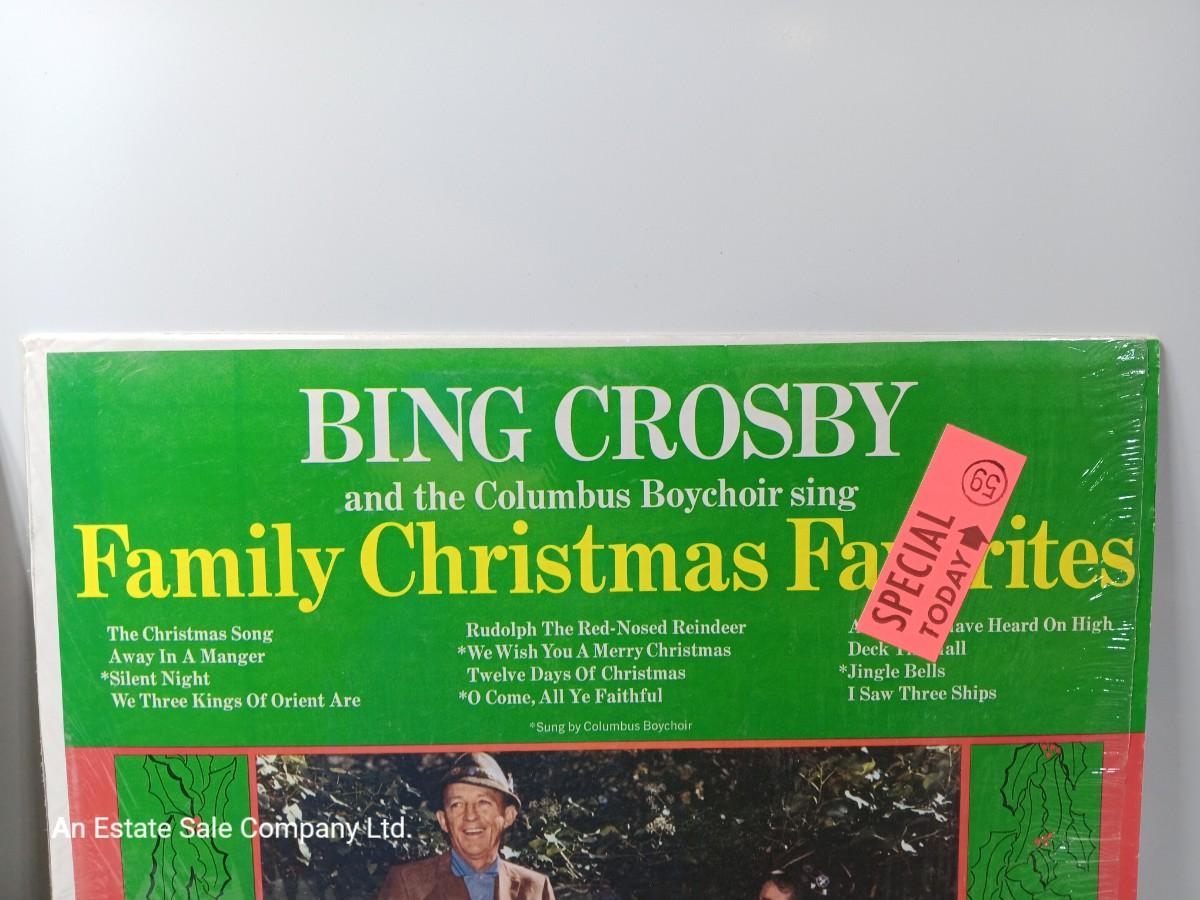 BING CROSBY
and the Columbus Boychoir sing
Family Christmas Fa rites
59
SPECIAL
TODAY
The Christmas Song
Away In A Manger
*Silent Night
We Three Kings Of Orient Are
Rudolph The Red-Nosed Reindeer
*We Wish You A Merry Christmas
Twelve Days Of Christmas
*O Come, All Ye Faithful
Have Heard On High
Deck all
*Jingle Bells
I Saw Three Ships
*Sung by Columbus Boychoir
An Estate Sale Company Ltd.